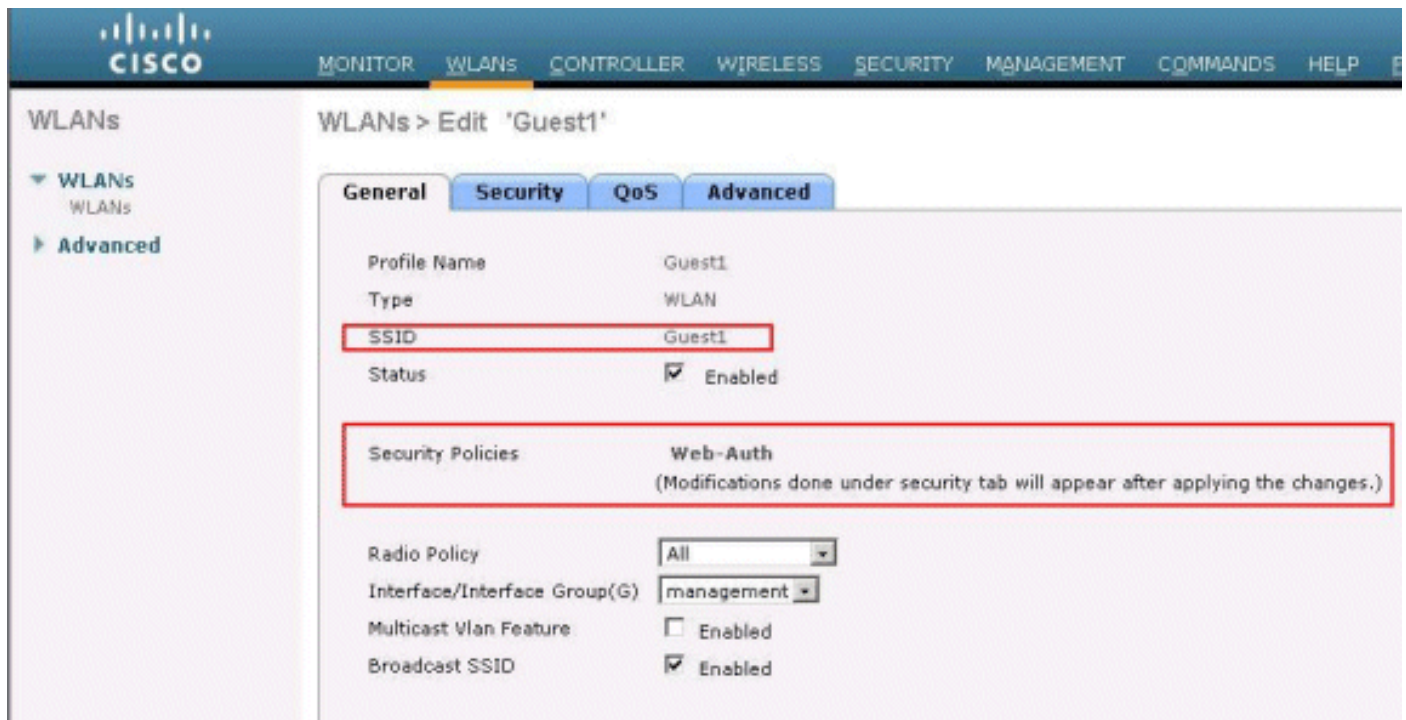 CISCO
MONITOR WLANs CONTROLLER WIRELESS SECURITY MANAGEMENT COMMANDS HELP
WLANs
WLANs
WLANs
Advanced
WLANs > Edit 'Guest1'
General Security QoS Advanced
Profile Name Guest1
Type WLAN
SSID Guest1
Status Enabled
Security Policies Web-Auth
(Modifications done under security tab will appear after applying the changes.)
Radio Policy All
Interface/Interface Group(G) management
Multicast Vlan Feature Enabled
Broadcast SSID Enabled